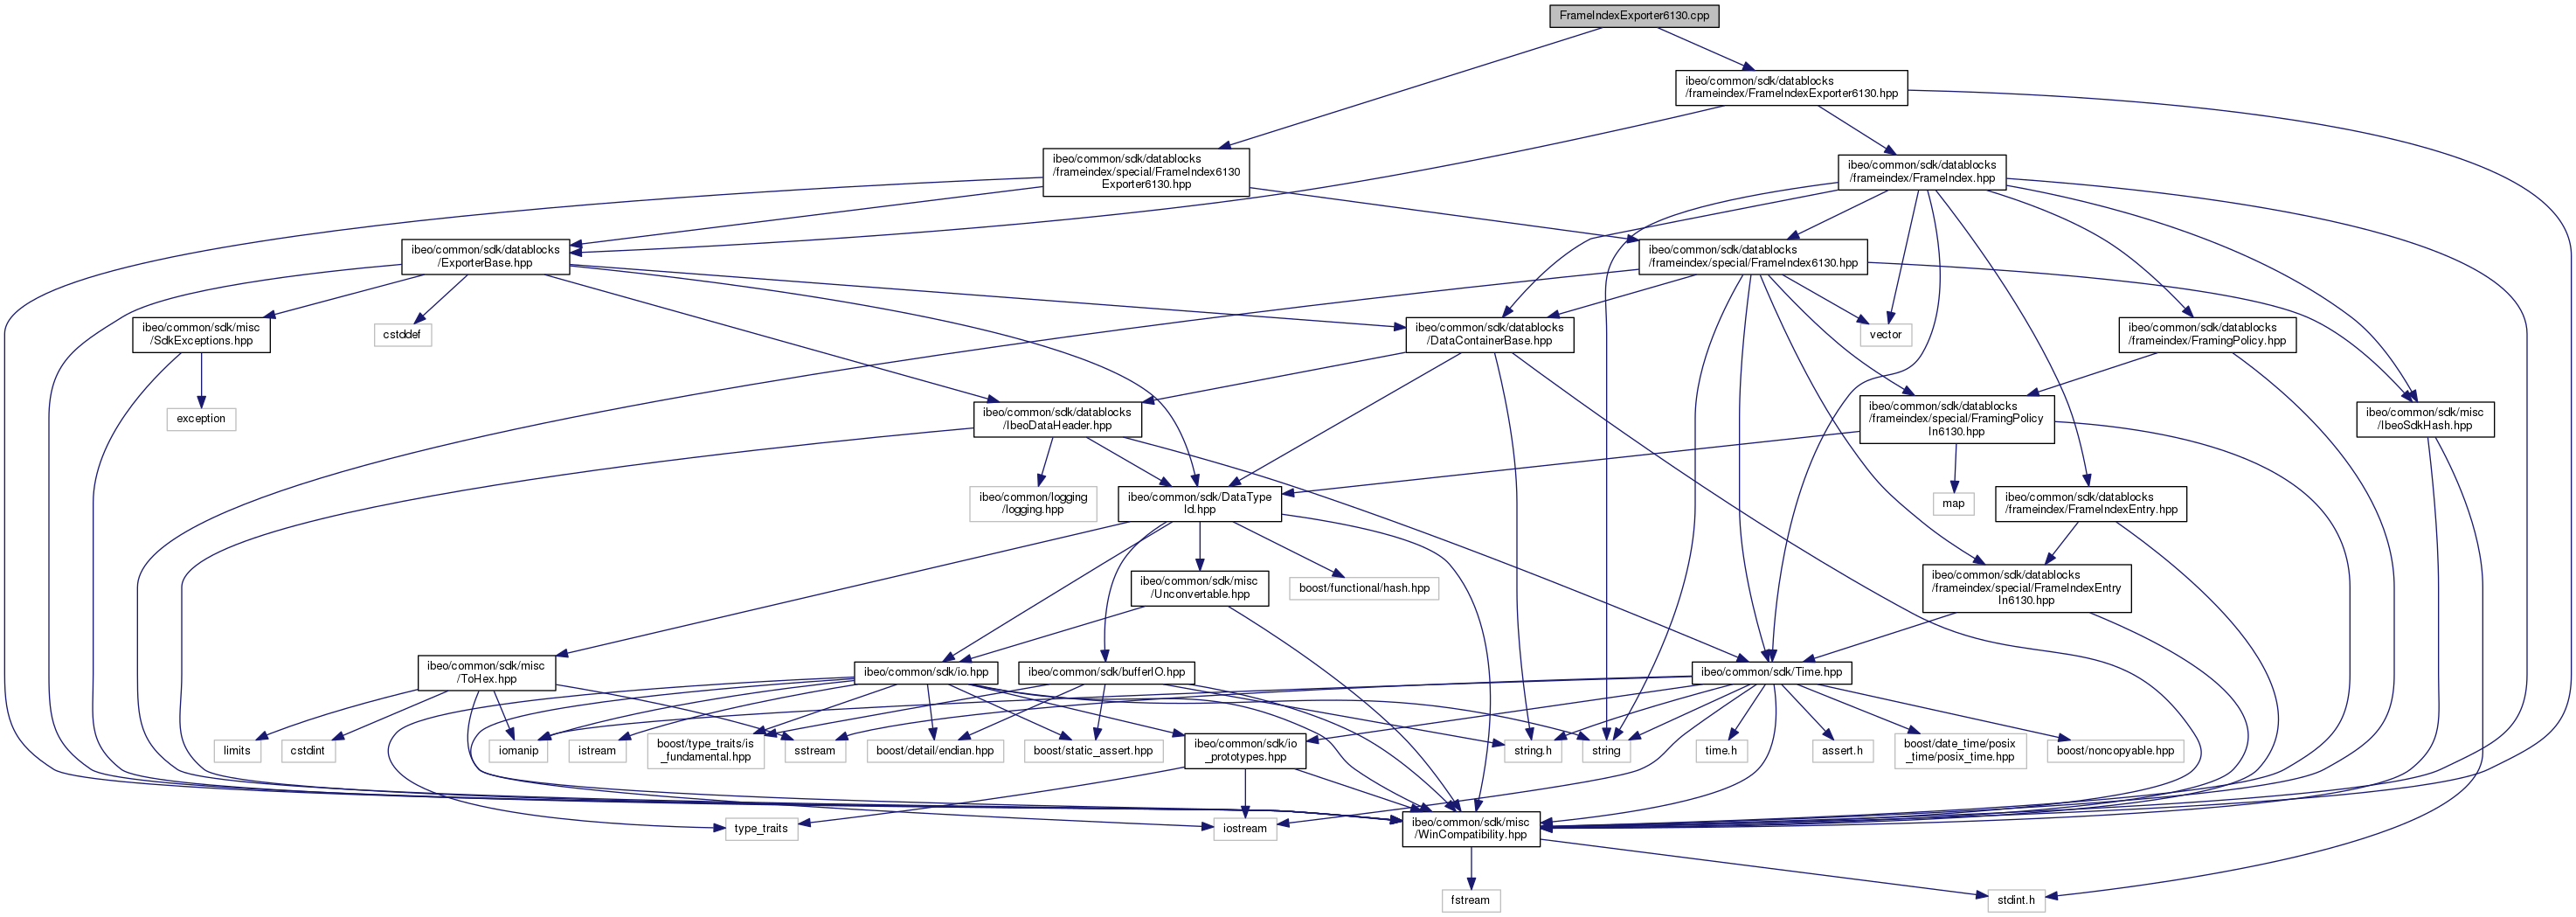 FrameIndexExporter6130.cpp
ibeo/common/sdk/datablocks
/frameindex/FrameIndexExporter6130.hpp
ibeo/common/sdk/datablocks
/frameindex/special/FrameIndex6130
Exporter6130.hpp
ibeo/common/sdk/datablocks
/frameindex/FrameIndex.hpp
ibeo/common/sdk/datablocks
/ExporterBase.hpp
ibeo/common/sdk/datablocks
/frameindex/special/FrameIndex6130.hpp
ibeo/common/sdk/misc
/SdkExceptions.hpp
cstddef
ibeo/common/sdk/datablocks
/DataContainerBase.hpp
vector
ibeo/common/sdk/datablocks
/frameindex/FramingPolicy.hpp
exception
ibeo/common/sdk/datablocks
/IbeoDataHeader.hpp
ibeo/common/sdk/datablocks
/frameindex/special/FramingPolicy
In6130.hpp
ibeo/common/sdk/misc
/IbeoSdkHash.hpp
ibeo/common/logging
/logging.hpp
ibeo/common/sdk/DataType
Id.hpp
map
ibeo/common/sdk/datablocks
/frameindex/FrameIndexEntry.hpp
ibeo/common/sdk/misc
/Unconvertable.hpp
boost/functional/hash.hpp
ibeo/common/sdk/datablocks
/frameindex/special/FrameIndexEntry
In6130.hpp
ibeo/common/sdk/misc
/ToHex.hpp
ibeo/common/sdk/io.hpp
ibeo/common/sdk/bufferIO.hpp
ibeo/common/sdk/Time.hpp
limits
cstdint
iomanip
istream
boost/type_traits/is
_fundamental.hpp
sstream
boost/detail/endian.hpp
boost/static_assert.hpp
ibeo/common/sdk/io
_prototypes.hpp
string.h
string
time.h
assert.h
boost/date_time/posix
_time/posix_time.hpp
boost/noncopyable.hpp
type_traits
iostream
ibeo/common/sdk/misc
/WinCompatibility.hpp
fstream
stdint.h